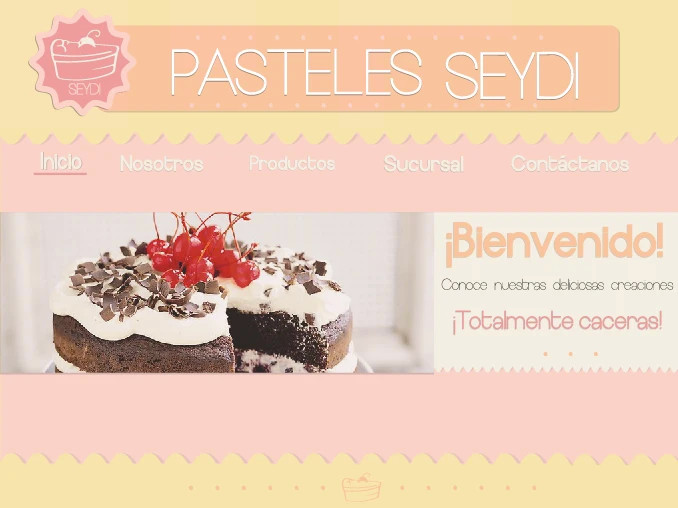 SEYDI
PASTELES SEYDI
Inicio Nosotros Productos Sucursal Contáctanos
¡Bienvenido!
Conoce nuestras deliciosas creaciones
¡Totalmente caceras!